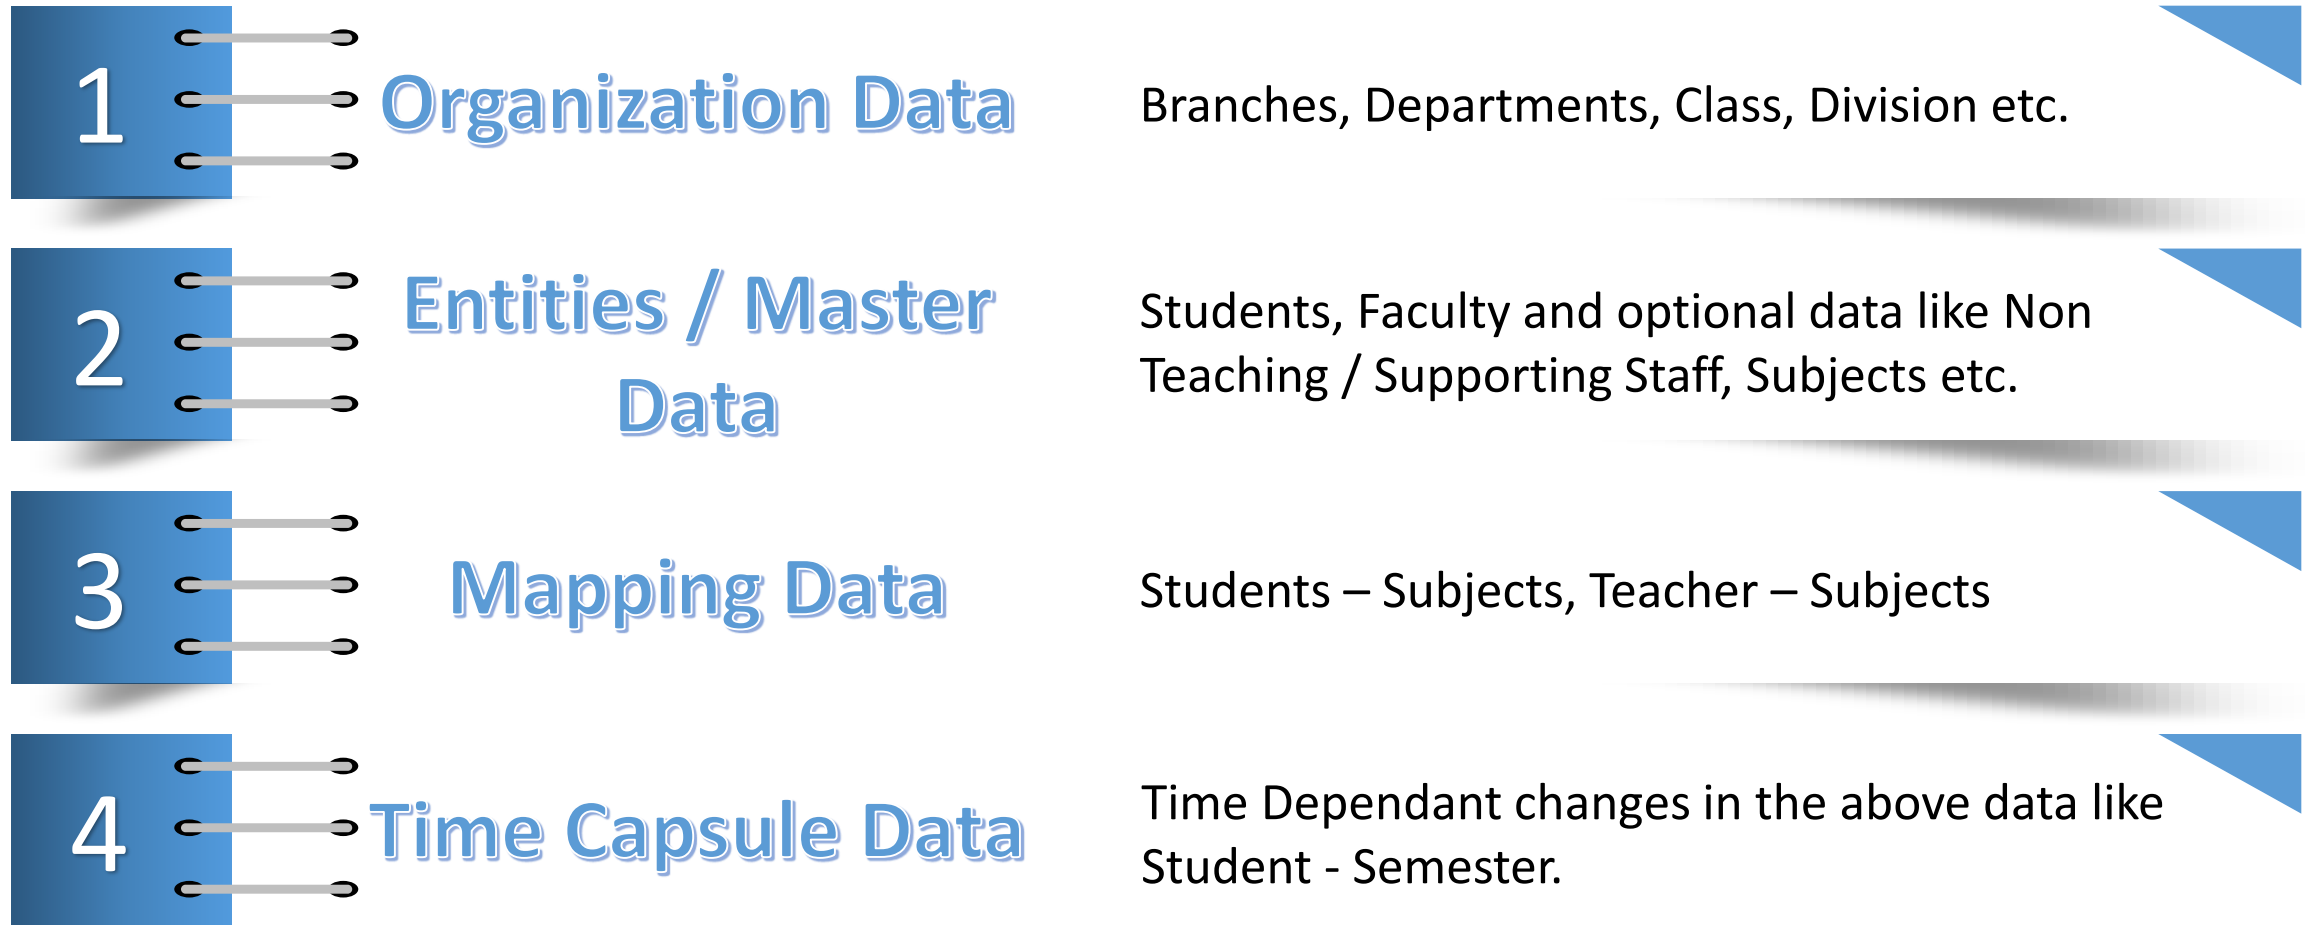 1
Organization Data
Branches, Departments, Class, Division etc.
2
Entities / Master
Data
Students, Faculty and optional data like Non
Teaching / Supporting Staff, Subjects etc.
3
Mapping Data
Students – Subjects, Teacher – Subjects
4
Time Capsule Data
Time Dependant changes in the above data like
Student - Semester.